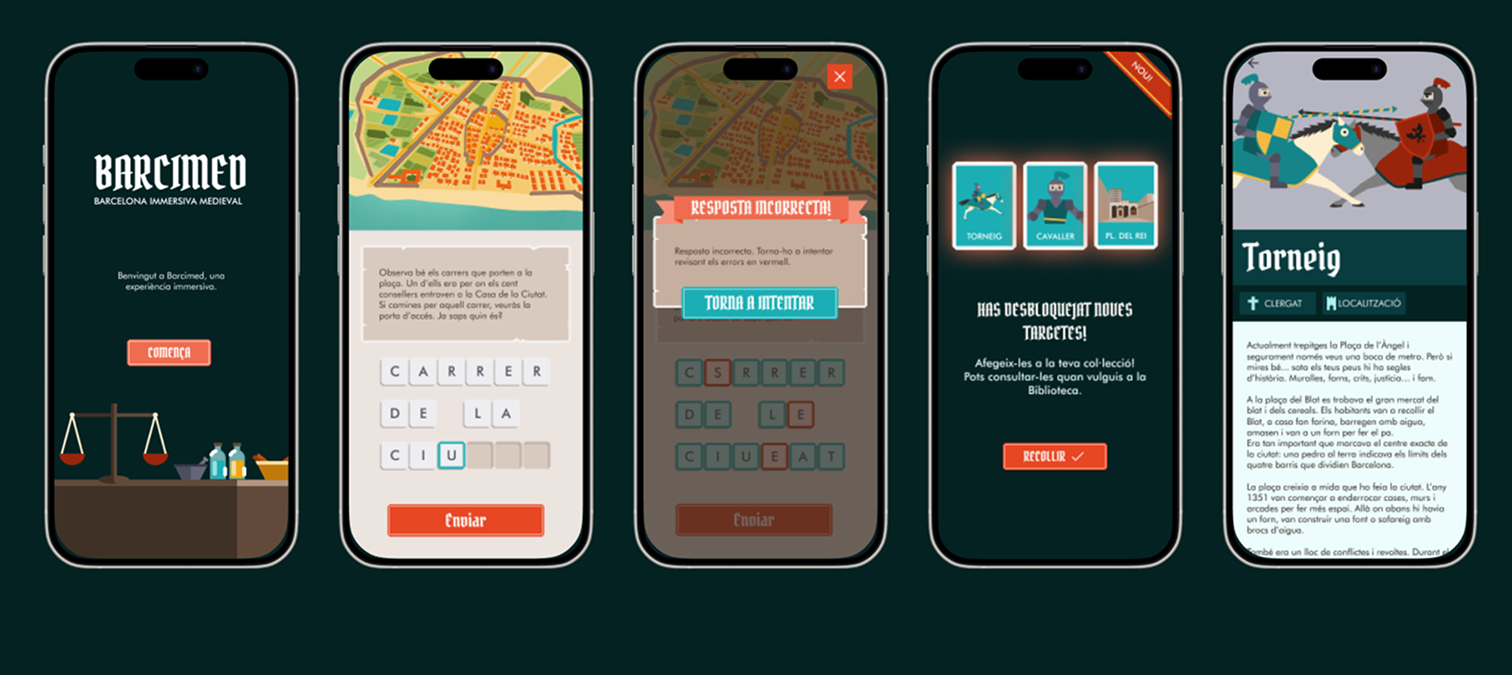 BARCIMED
BARCELONA IMMERSIVA MEDIEVAL
Benvingut a Barcimed, una
experiència immersiva.
COMENÇA
Observa bé els carrers que porten a la
plaça. Un d'ells era per on els cent
consellers entraven a la Casa de la Ciutat.
Si camines per aquell carrer, veuràs la
porta d'accés. Ja saps quin és?
CARRER
DE LA
CIU
Enviar
RESPOSTA INCORRECTA!
Resposta incorrecta. Torna-ho a intentar
revisant els errors en vermell.
TORNA A INTENTAR
CSRRER
DE LE
CIUEAT
Enviar
NOU!
TORNEIG
CAVALLER
PL. DEL REI
HAS DESBLOQUEJAT NOVES
TARGETES!
Afegeix-les a la teva col·lecció!
Pots consultar-les quan vulguis a la
Biblioteca.
RECOLLIR
Torneig
CLERGAT
LOCALITZACIÓ
Actualment trepitges la Plaça de l'Àngel i
segurament només veus una boca de metro. Però si
mires bé... sota els teus peus hi ha segles
d'història. Muralles, forns, crits, justícia... i fam.
A la plaça del Blat es trobava el gran mercat del
blat i dels cereals. Els habitants van a recollir el
Blat, a casa fan farina, barregen amb aigua,
amasen i van a un forn per fer el pa.
Era tan important que marcava el centre exacte de
la ciutat: una pedra al terra indicava els límits dels
quatre barris que dividien Barcelona.
La plaça creixia a mida que ho feia la ciutat. L'any
1351 van començar a enderrocar cases, murs i
arcades per fer més espai. Allà on abans hi havia
un forn, van construir una font o safareig amb
brocs d'aigua.
També era un lloc de conflictes i revoltes. Durant el